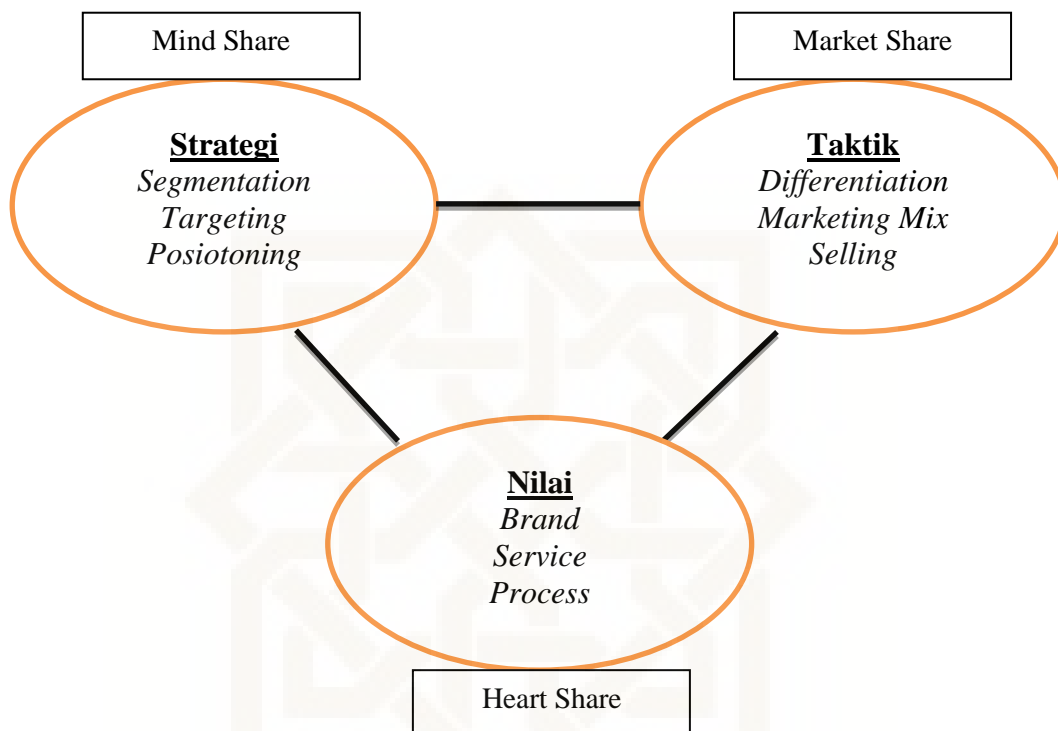 Mind Share
Market Share
Strategi
Segmentation
Targeting
Posiotoning
Taktik
Differentiation
Marketing Mix
Selling
Nilai
Brand
Service
Process
Heart Share